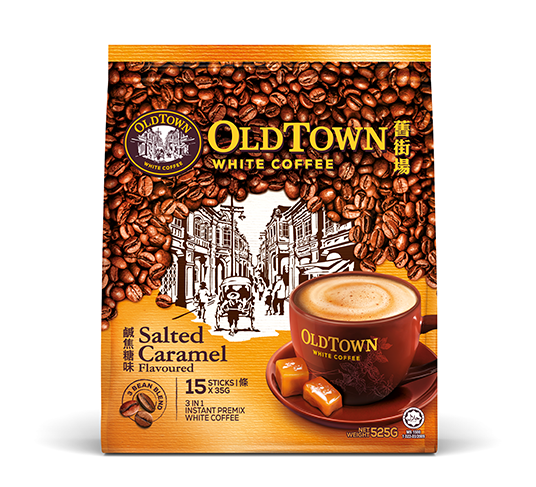 OLDTOWN
WHITE COFFEE
OLDTOWN
WHITE COFFEE
舊街場
鹹焦糖味
Salted
Caramel
Flavoured
3 BEAN BLEND
15 STICKS | 條
X 35G
3 IN 1
INSTANT PREMIX
WHITE COFFEE
OLDTOWN
WHITE COFFEE
NET
WEIGHT 525G